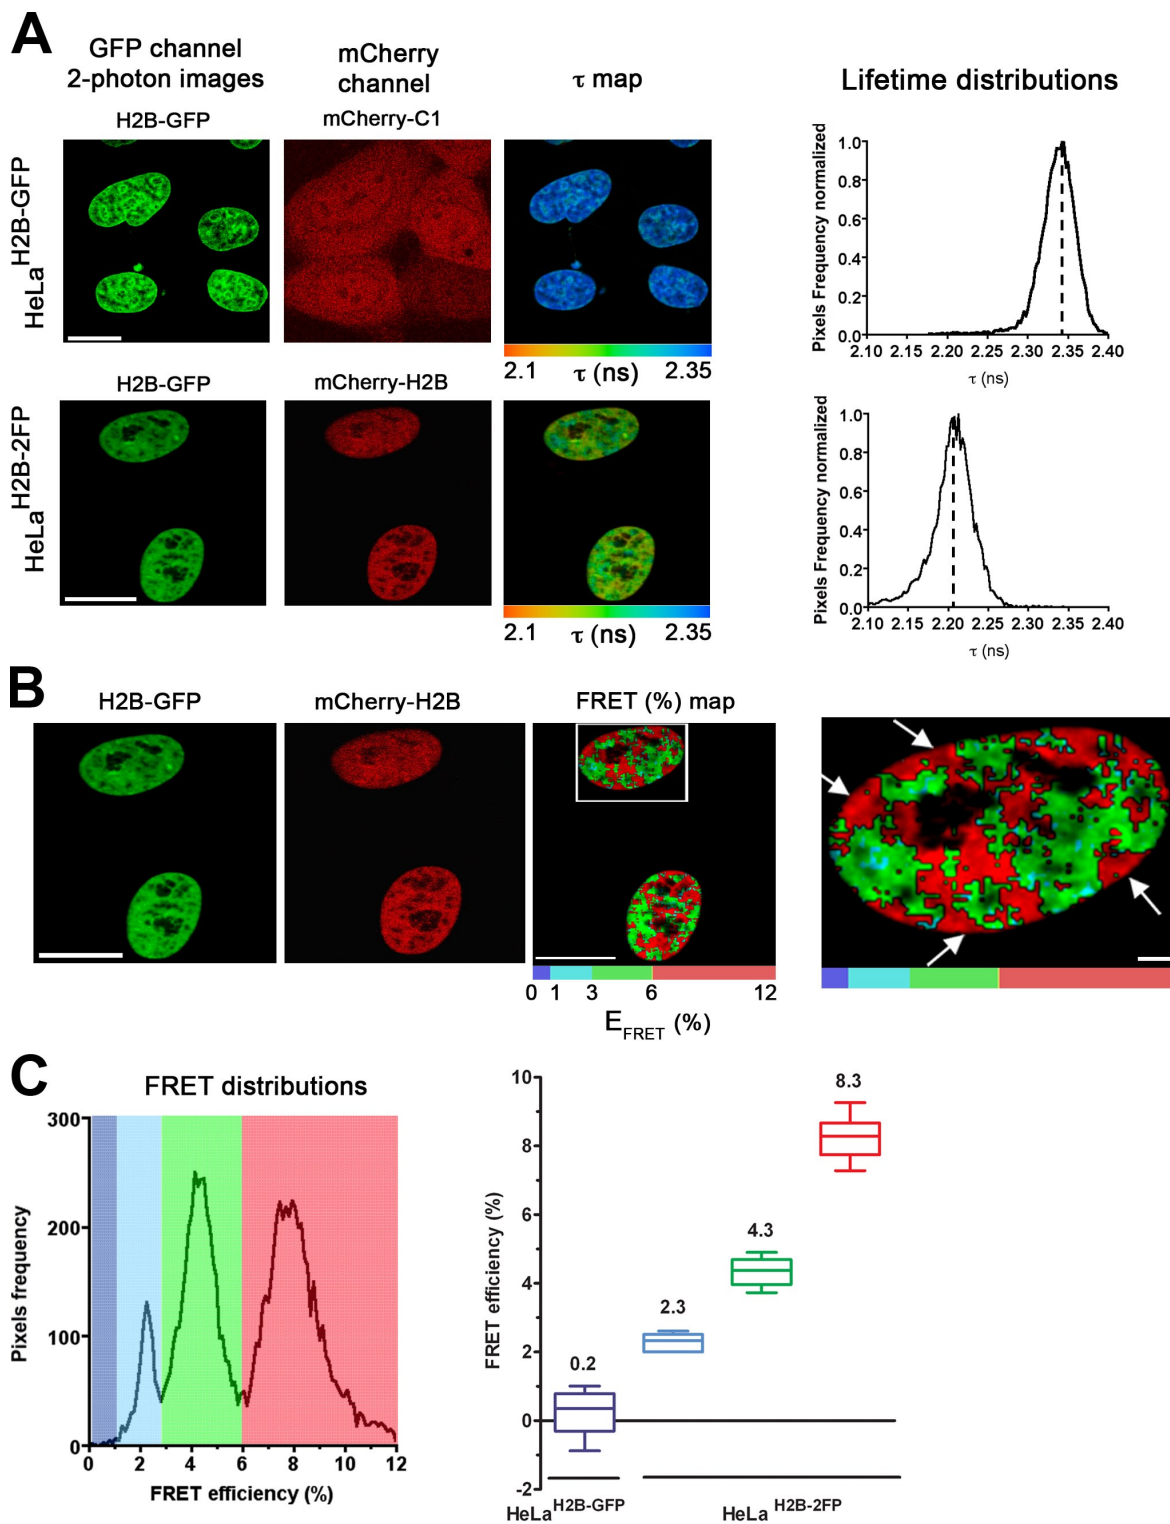 A
GFP channel
2-photon images
mCherry
channel
τ map
Lifetime distributions
H2B-GFP
mCherry-C1
HeLa H2B-GFP
2.1
τ (ns)
2.35
Pixels Frequency normalized
1.0
0.8
0.6
0.4
0.2
0.0
2.10 2.15 2.20 2.25 2.30 2.35 2.40
τ (ns)
H2B-GFP
mCherry-H2B
HeLa H2B-2FP
2.1
τ (ns)
2.35
Pixels Frequency normalized
1.0
0.8
0.6
0.4
0.2
0.0
2.10 2.15 2.20 2.25 2.30 2.35 2.40
τ (ns)
B
H2B-GFP
mCherry-H2B
FRET (%) map
0 1 3 6 12
EFRET (%)
C
FRET distributions
Pixels frequency
300
200
100
0
0 2 4 6 8 10 12
FRET efficiency (%)
FRET efficiency (%)
10
8
6
4
2
0
-2
0.2
2.3
4.3
8.3
HeLa H2B-GFP
HeLa H2B-2FP